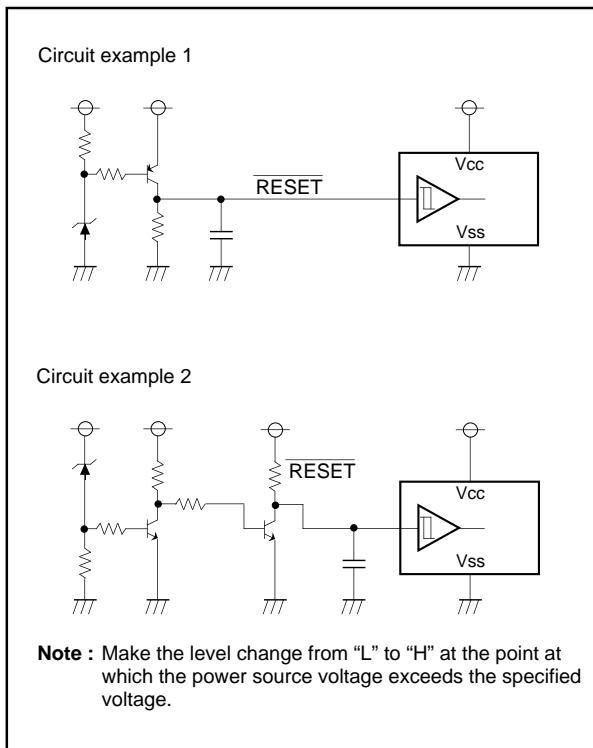 Circuit example 1
RESET
Vcc
Vss
Circuit example 2
RESET
Vcc
Vss
Note : Make the level change from “L” to “H” at the point at
which the power source voltage exceeds the specified
voltage.